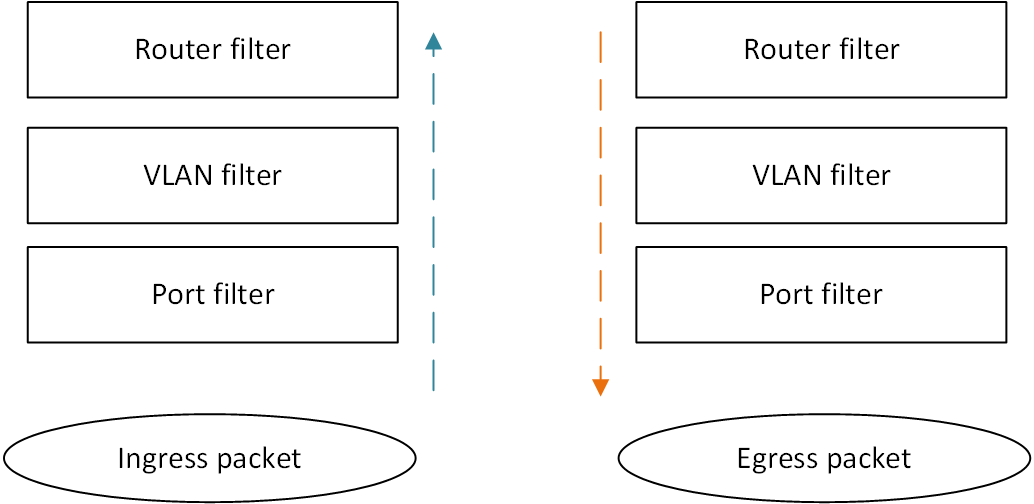 Router filter
VLAN filter
Port filter
Ingress packet
Router filter
VLAN filter
Port filter
Egress packet